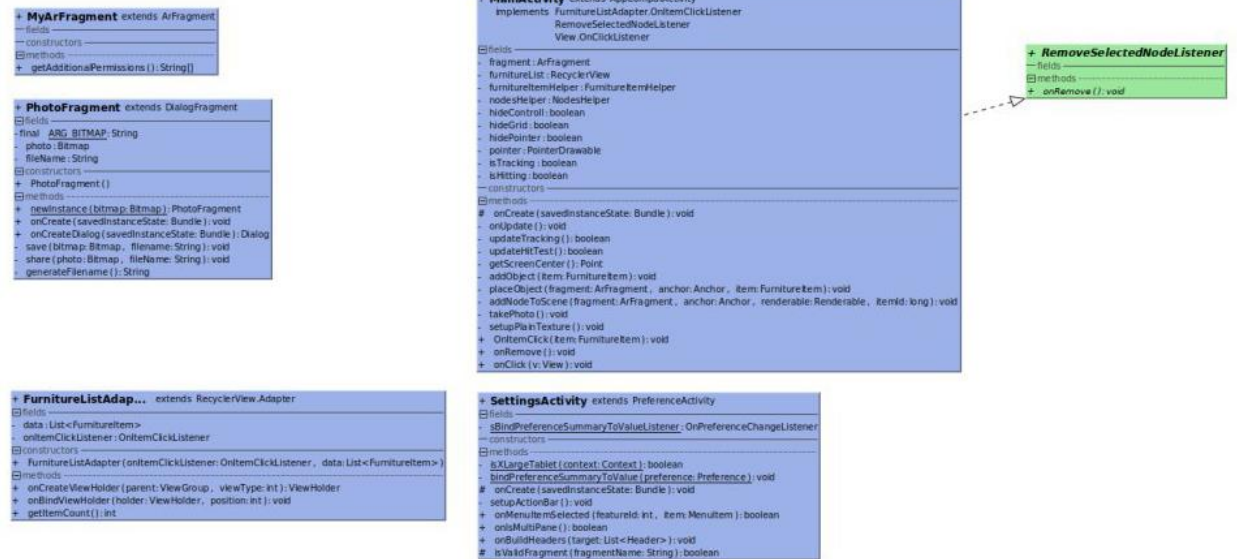 + MyArFragment extends ArFragment
fields
constructors
methods
+ getAdditionalPermissions(): String[]
+ PhotoFragment extends DialogFragment
fields
-final ARG_BITMAP: String
- photo: Bitmap
- fileName: String
constructors
+ PhotoFragment()
methods
+ newInstance(bitmap: Bitmap): PhotoFragment
+ onCreate(savedInstanceState: Bundle): void
+ onCreateDialog(savedInstanceState: Bundle): Dialog
- save(bitmap: Bitmap, filename: String): void
- share(photo: Bitmap, fileName: String): void
- generateFilename(): String
+ FurnitureListAdap... extends RecyclerView.Adapter
fields
- data: List<FurnitureItem>
- onItemClickListener: OnItemClickListener
constructors
+ FurnitureListAdapter(onItemClickListener: OnItemClickListener, data: List<FurnitureItem>)
methods
+ onCreateViewHolder(parent: ViewGroup, viewType: int): ViewHolder
+ onBindViewHolder(holder: ViewHolder, position: int): void
+ getItemCount(): int
MainActivity extends AppCompatActivity
implements FurnitureListAdapter.OnItemClickListener
RemoveSelectedNodeListener
View.OnClickListener
fields
- fragment: ArFragment
- furnitureList: RecyclerView
- furnitureItemHelper: FurnitureItemHelper
- nodesHelper: NodesHelper
- hideControll: boolean
- hideGrid: boolean
- hidePointer: boolean
- pointer: PointerDrawable
- isTracking: boolean
- isHitting: boolean
constructors
methods
# onCreate(savedInstanceState: Bundle): void
- onUpdate(): void
- updateTracking(): boolean
- updateHitTest(): boolean
- getScreenCenter(): Point
- addObject(item: FurnitureItem): void
- placeObject(fragment: ArFragment, anchor: Anchor, item: FurnitureItem): void
- addNodeToScene(fragment: ArFragment, anchor: Anchor, renderable: Renderable, itemId: long): void
- takePhoto(): void
- setupPlainTexture(): void
+ OnItemClick(item: FurnitureItem): void
+ onRemove(): void
+ onClick(v: View): void
+ SettingsActivity extends PreferenceActivity
fields
- sBindPreferenceSummaryToValueListener: OnPreferenceChangeListener
constructors
methods
- isXLargeTablet(context: Context): boolean
- bindPreferenceSummaryToValue(preference: Preference): void
# onCreate(savedInstanceState: Bundle): void
- setupActionBar(): void
+ onMenuItemSelected(featureId: int, item: MenuItem): boolean
+ onIsMultiPane(): boolean
+ onBuildHeaders(target: List<Header>): void
# isValidFragment(fragmentName: String): boolean
+ RemoveSelectedNodeListener
fields
methods
+ onRemove(): void